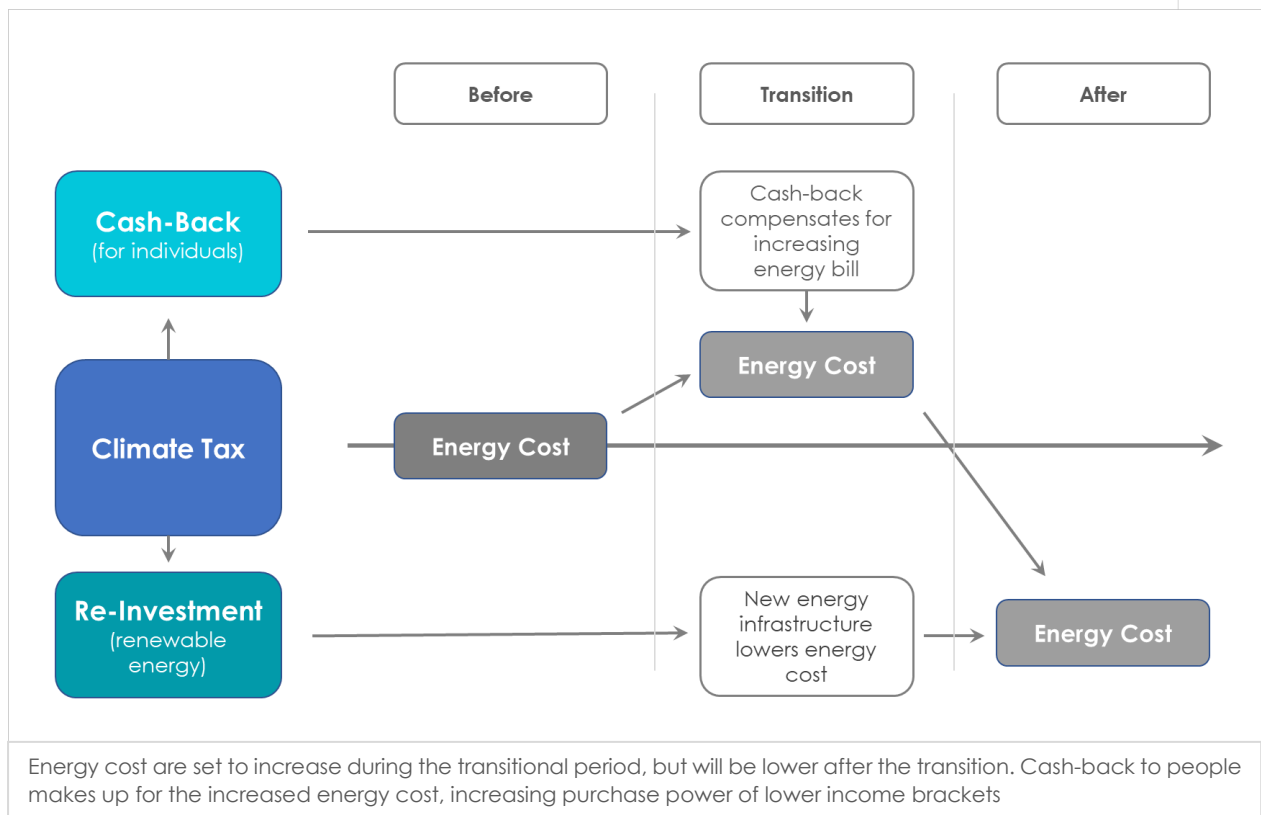 Before
Transition
After
Cash-Back
(for individuals)
Cash-back
compensates for
increasing
energy bill
Energy Cost
Climate Tax
Energy Cost
Re-Investment
(renewable
energy)
New energy
infrastructure
lowers energy
cost
Energy Cost
Energy cost are set to increase during the transitional period, but will be lower after the transition. Cash-back to people
makes up for the increased energy cost, increasing purchase power of lower income brackets